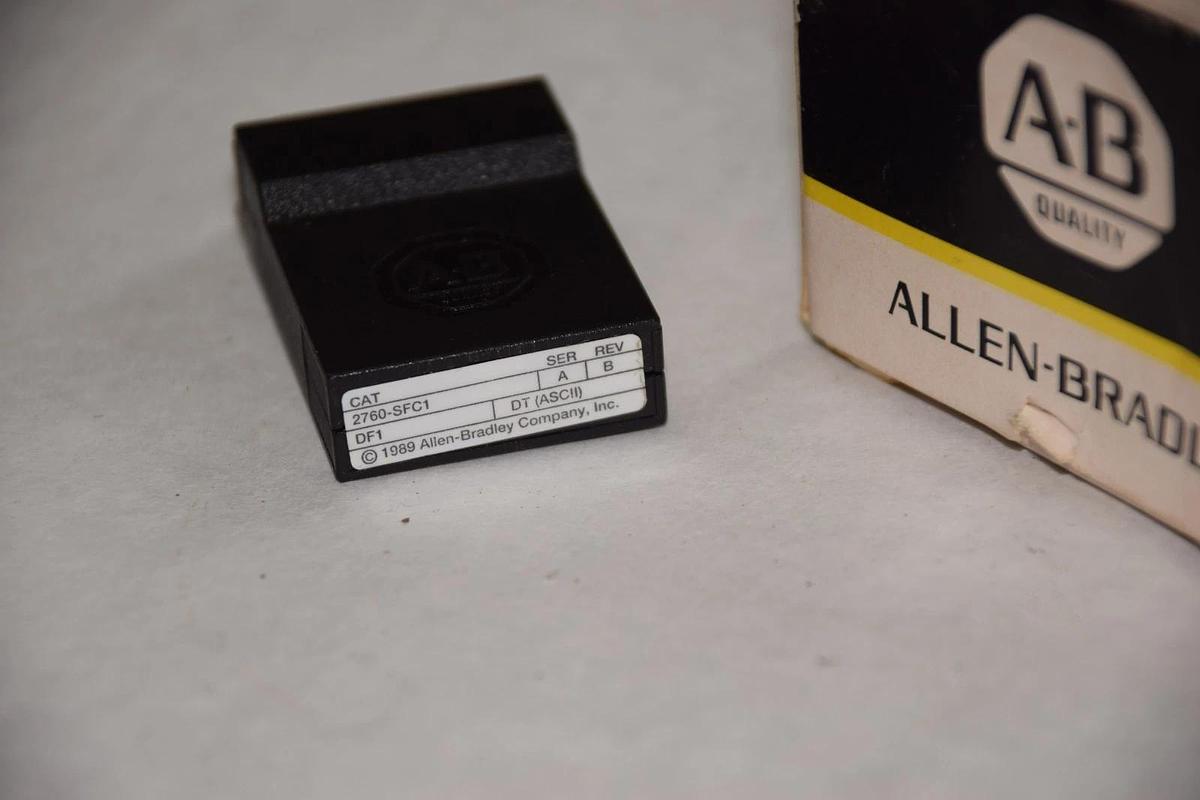 A·B
CAT SER REV
2760-SFC1 A B
DF1 DT (ASCII)
© 1989 Allen-Bradley Company, Inc.
A·B
QUALITY
ALLEN-BRADL